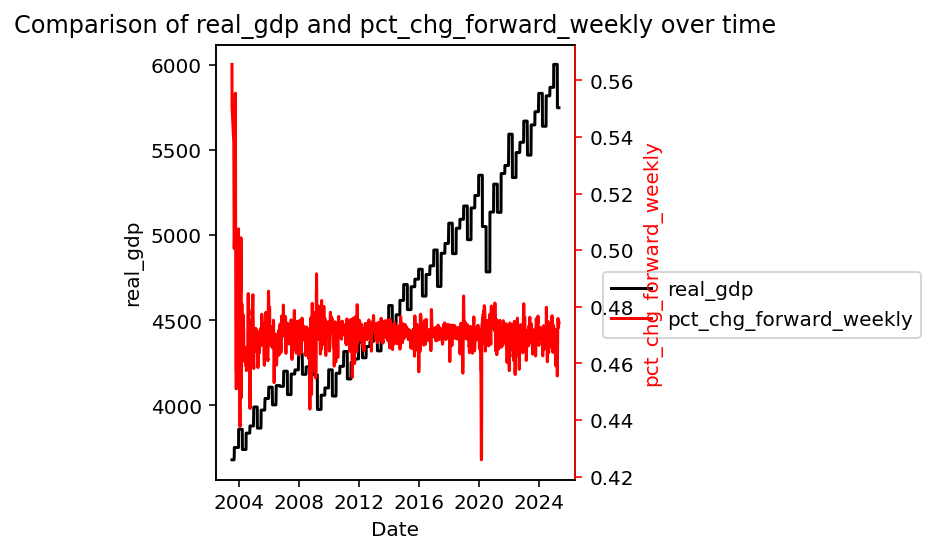 Comparison of real_gdp and pct_chg_forward_weekly over time
6000
5500
5000
4500
4000
real_gdp
0.56
0.54
0.52
0.50
0.48
0.46
0.44
0.42
pct_chg_forward_weekly
real_gdp
pct_chg_forward_weekly
2004 2008 2012 2016 2020 2024
Date